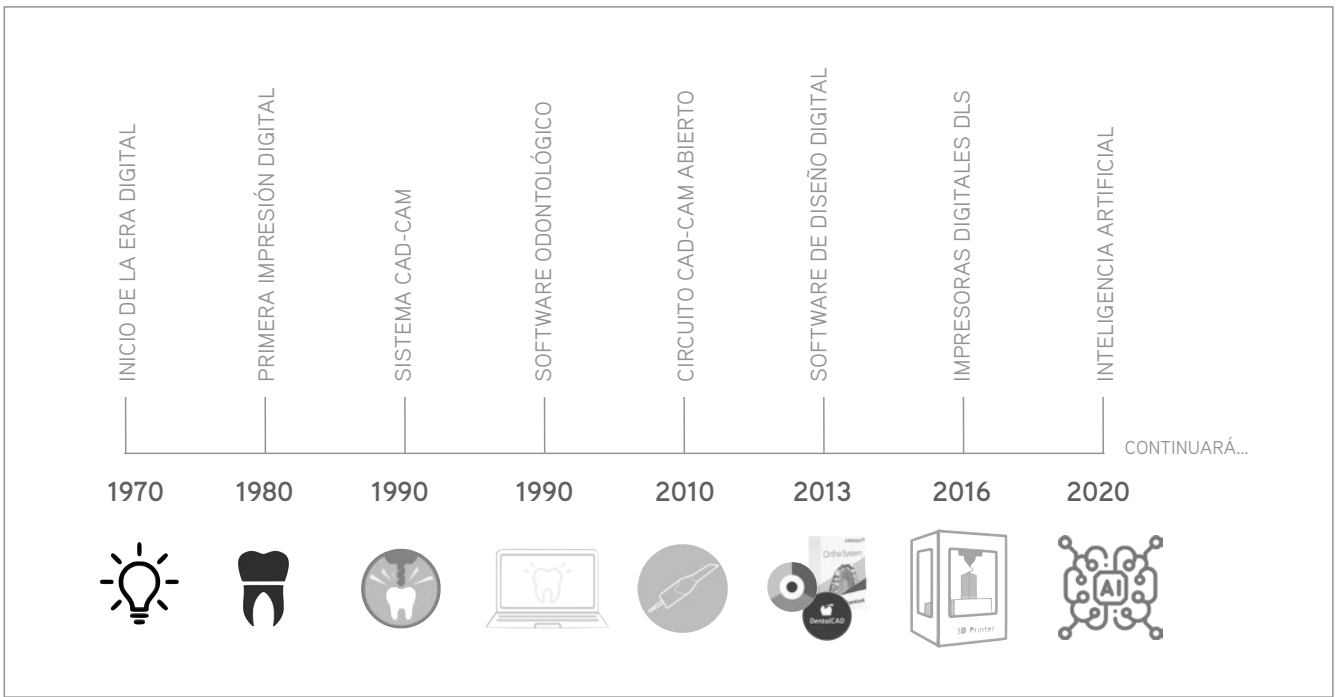 INICIO DE LA ERA DIGITAL
PRIMERA IMPRESIÓN DIGITAL
SISTEMA CAD-CAM
SOFTWARE ODONTOLÓGICO
CIRCUITO CAD-CAM ABIERTO
SOFTWARE DE DISEÑO DIGITAL
IMPRESORAS DIGITALES DLS
INTELIGENCIA ARTIFICIAL
CONTINUARÁ...
1970
1980
1990
1990
2010
2013
2016
2020
OrthoSystem
DentalCAD
3D Printer
AI